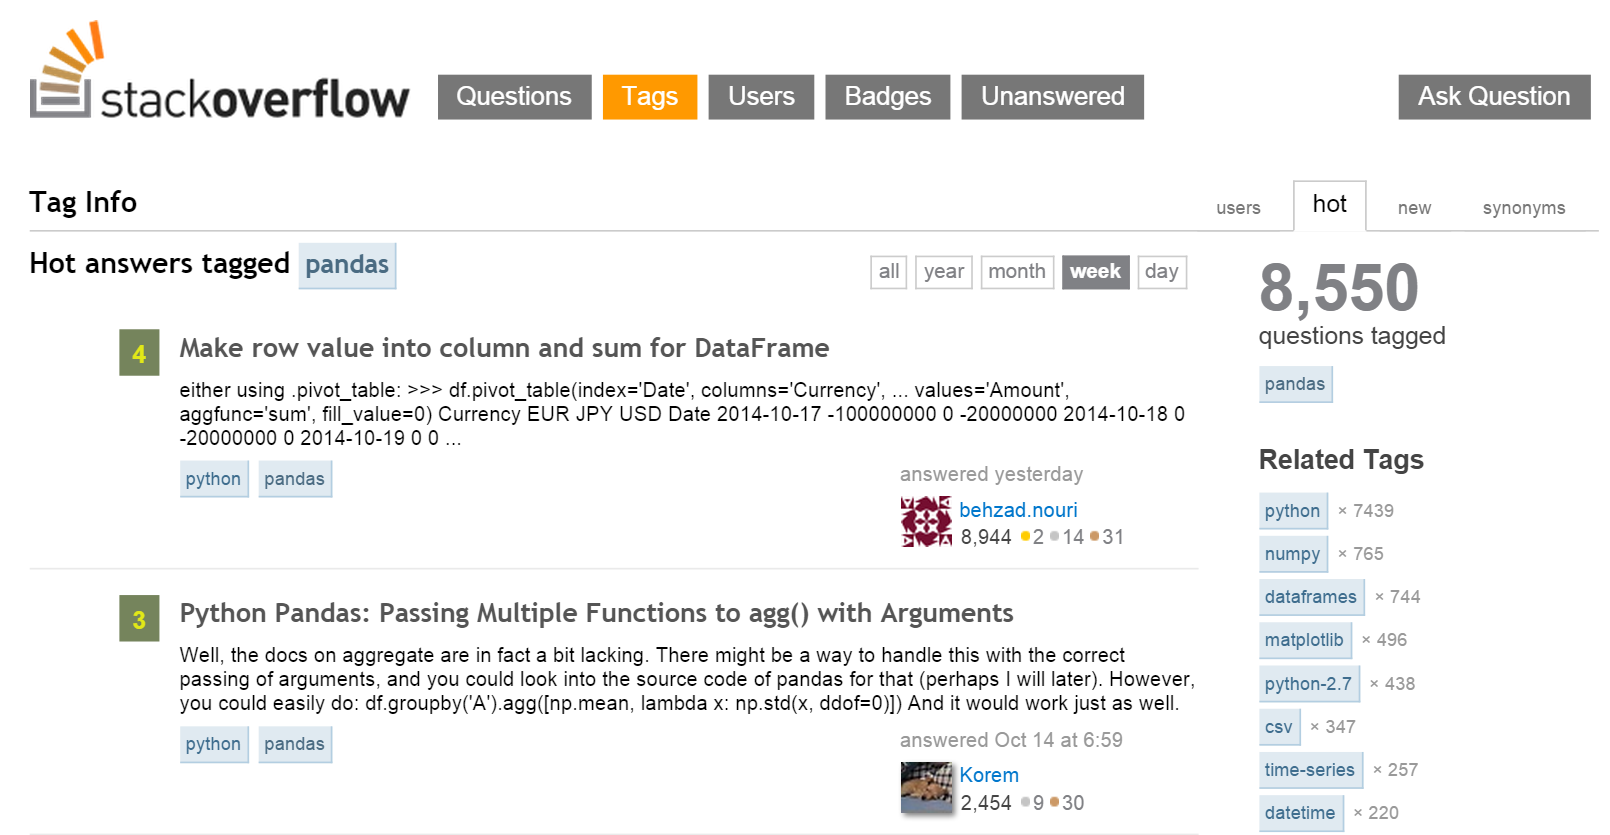 stackoverflow
Questions Tags Users Badges Unanswered Ask Question
Tag Info
users hot new synonyms
Hot answers tagged pandas
all year month week day
8,550
questions tagged
pandas
4
Make row value into column and sum for DataFrame
either using .pivot_table: >>> df.pivot_table(index='Date', columns='Currency', ... values='Amount',
aggfunc='sum', fill_value=0) Currency EUR JPY USD Date 2014-10-17 -100000000 0 -20000000 2014-10-18 0
-20000000 0 2014-10-19 0 0 ...
python pandas
answered yesterday
behzad.nouri
8,944 2 14 31
3
Python Pandas: Passing Multiple Functions to agg() with Arguments
Well, the docs on aggregate are in fact a bit lacking. There might be a way to handle this with the correct
passing of arguments, and you could look into the source code of pandas for that (perhaps I will later). However,
you could easily do: df.groupby('A').agg([np.mean, lambda x: np.std(x, ddof=0)]) And it would work just as well.
python pandas
answered Oct 14 at 6:59
Korem
2,454 9 30
Related Tags
python × 7439
numpy × 765
dataframes × 744
matplotlib × 496
python-2.7 × 438
csv × 347
time-series × 257
datetime × 220